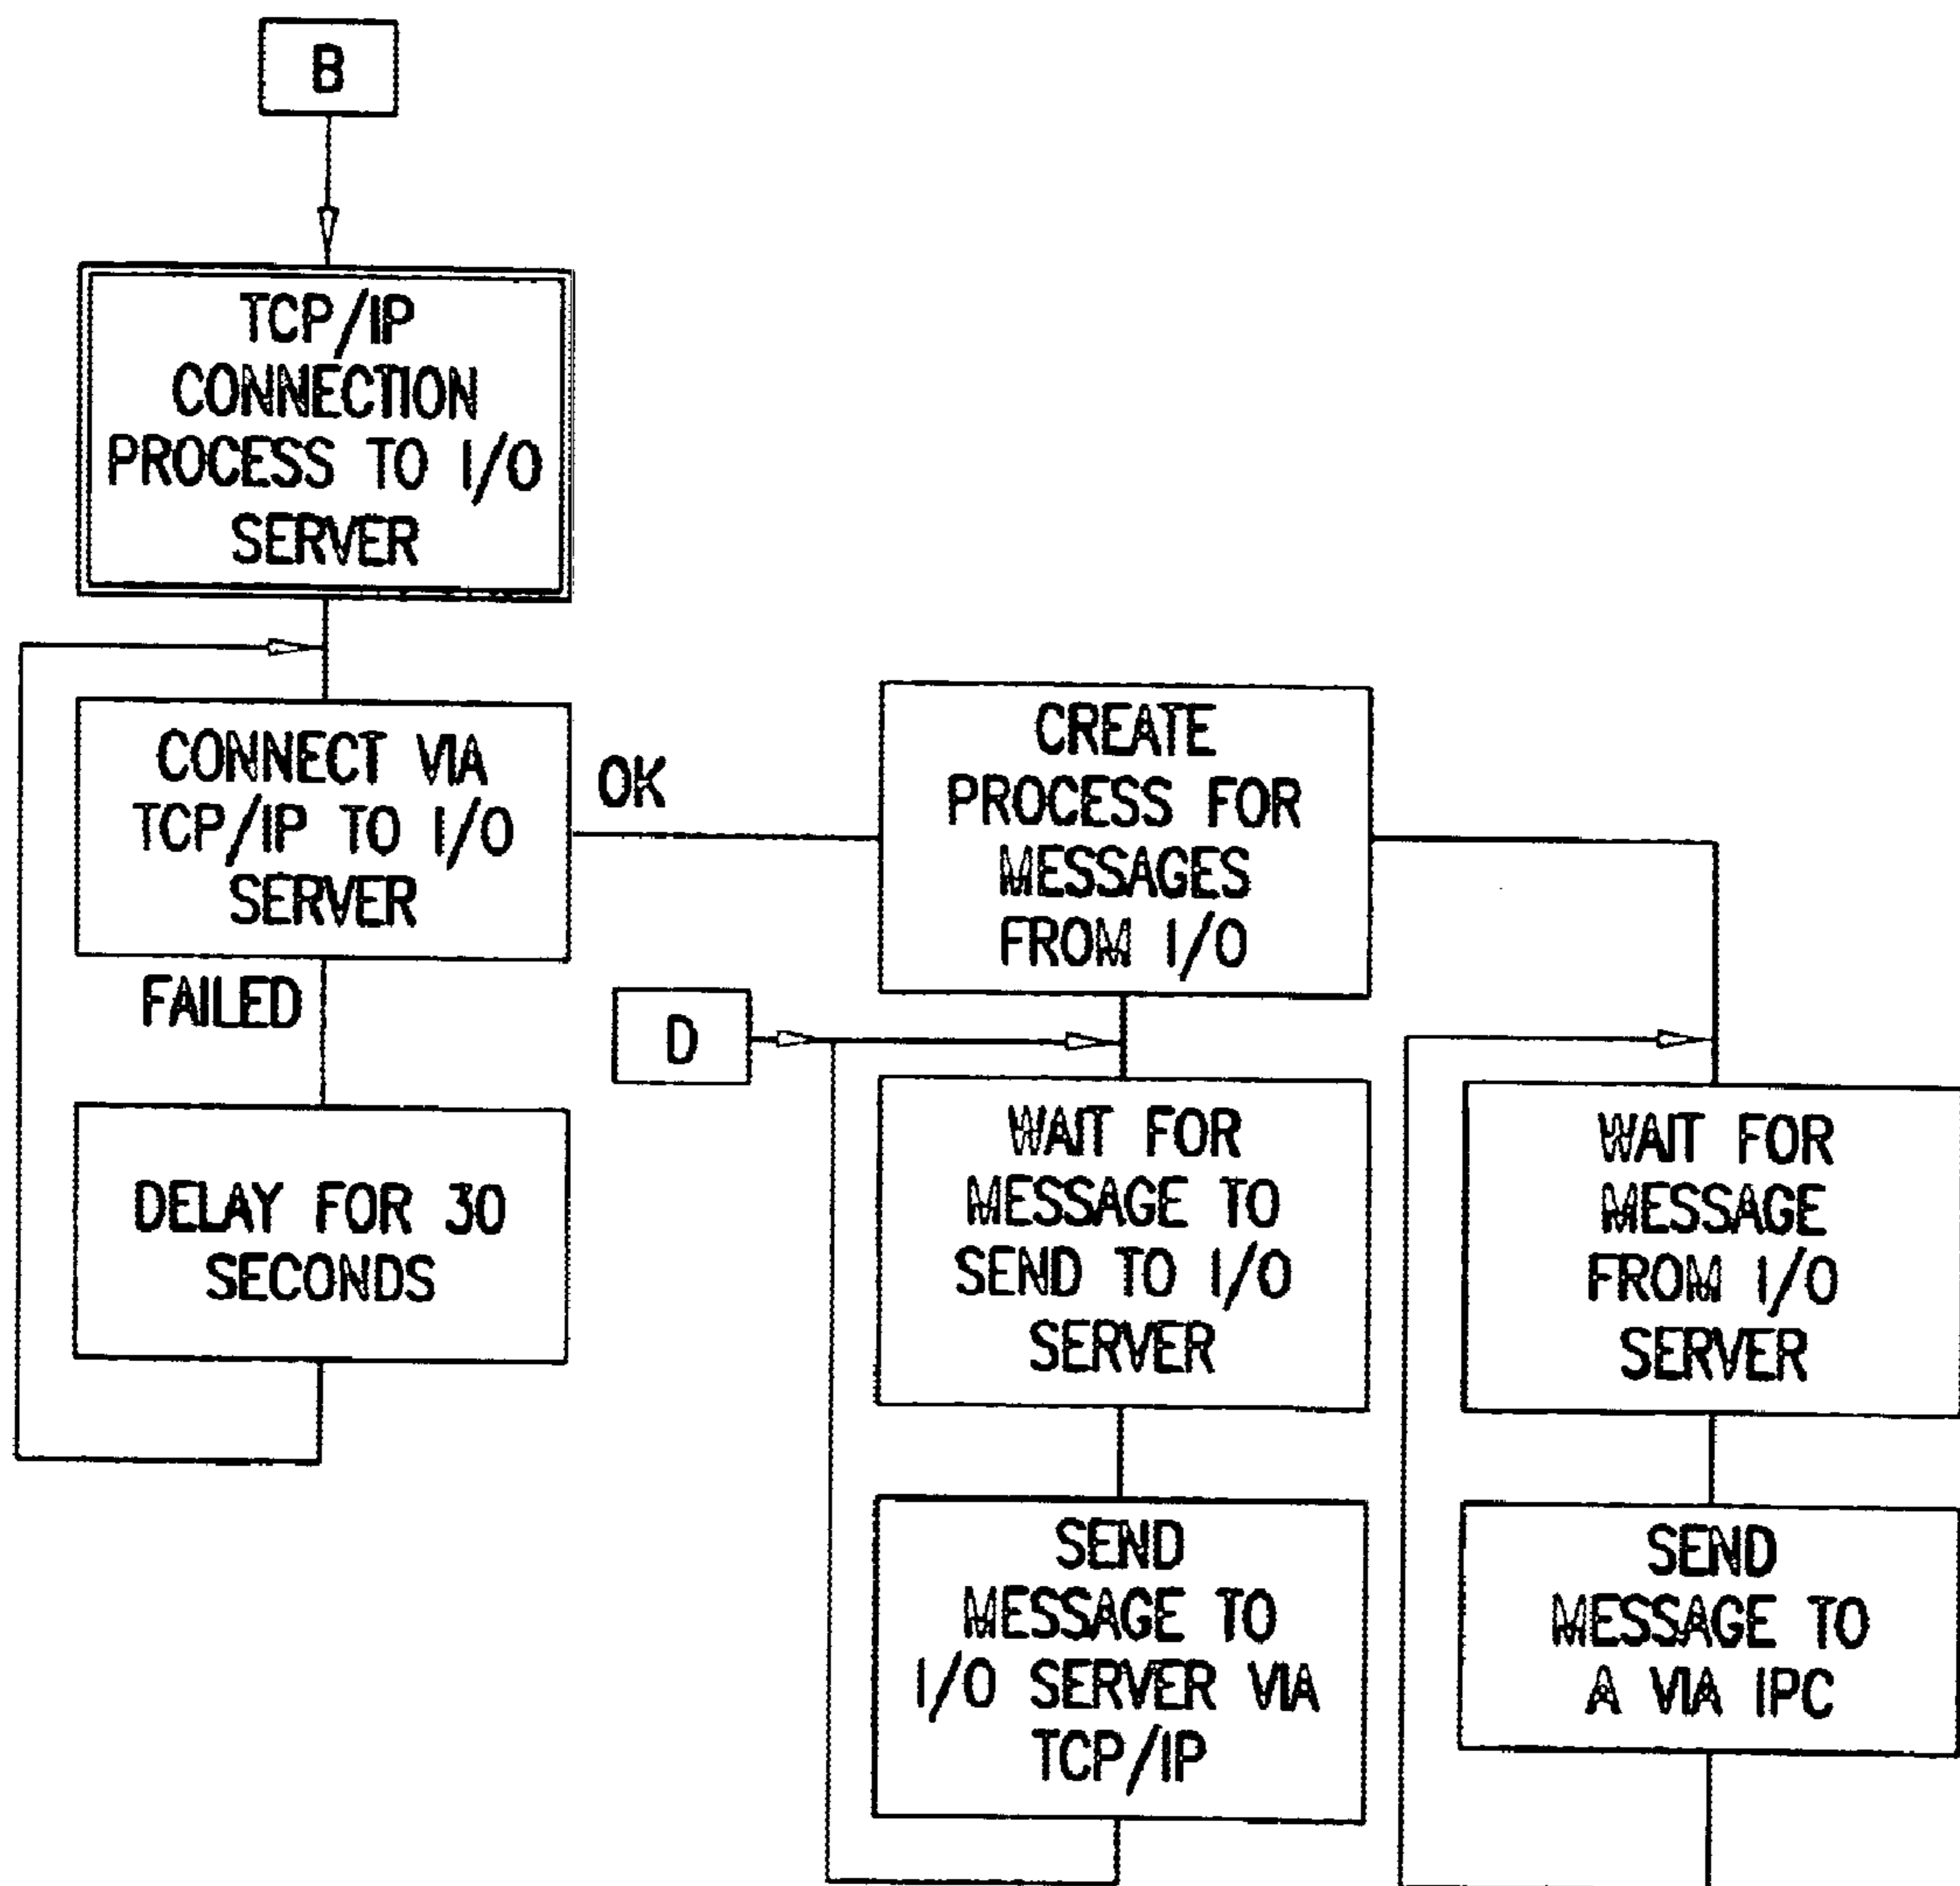 B
TCP/IP
CONNECTION
PROCESS TO I/O
SERVER
CONNECT VIA
TCP/IP TO I/O
SERVER
OK
FAILED
DELAY FOR 30
SECONDS
CREATE
PROCESS FOR
MESSAGES
FROM I/O
D
WAIT FOR
MESSAGE TO
SEND TO I/O
SERVER
SEND
MESSAGE TO
I/O SERVER VIA
TCP/IP
WAIT FOR
MESSAGE
FROM I/O
SERVER
SEND
MESSAGE TO
A VIA IPC